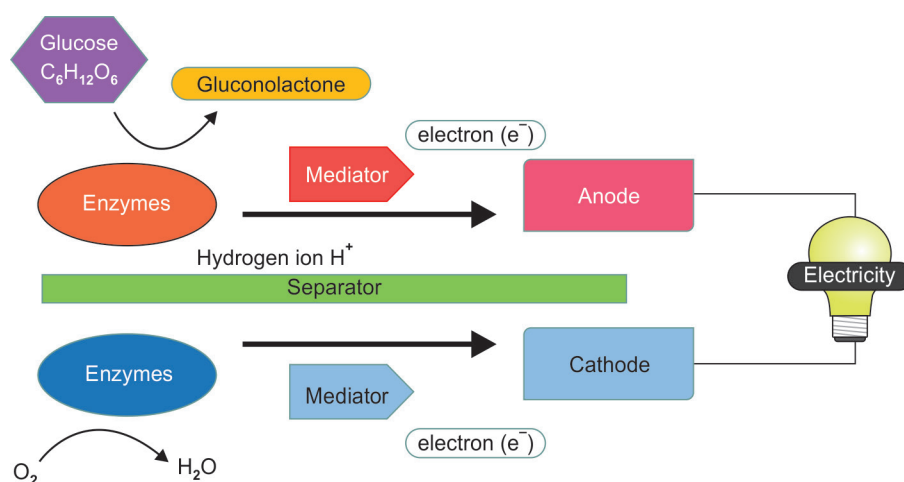 Glucose
C₆H₁₂O₆
Gluconolactone
electron (e⁻)
Mediator
Enzymes
Anode
Hydrogen ion H⁺
Separator
Electricity
Enzymes
Mediator
Cathode
electron (e⁻)
O₂
H₂O